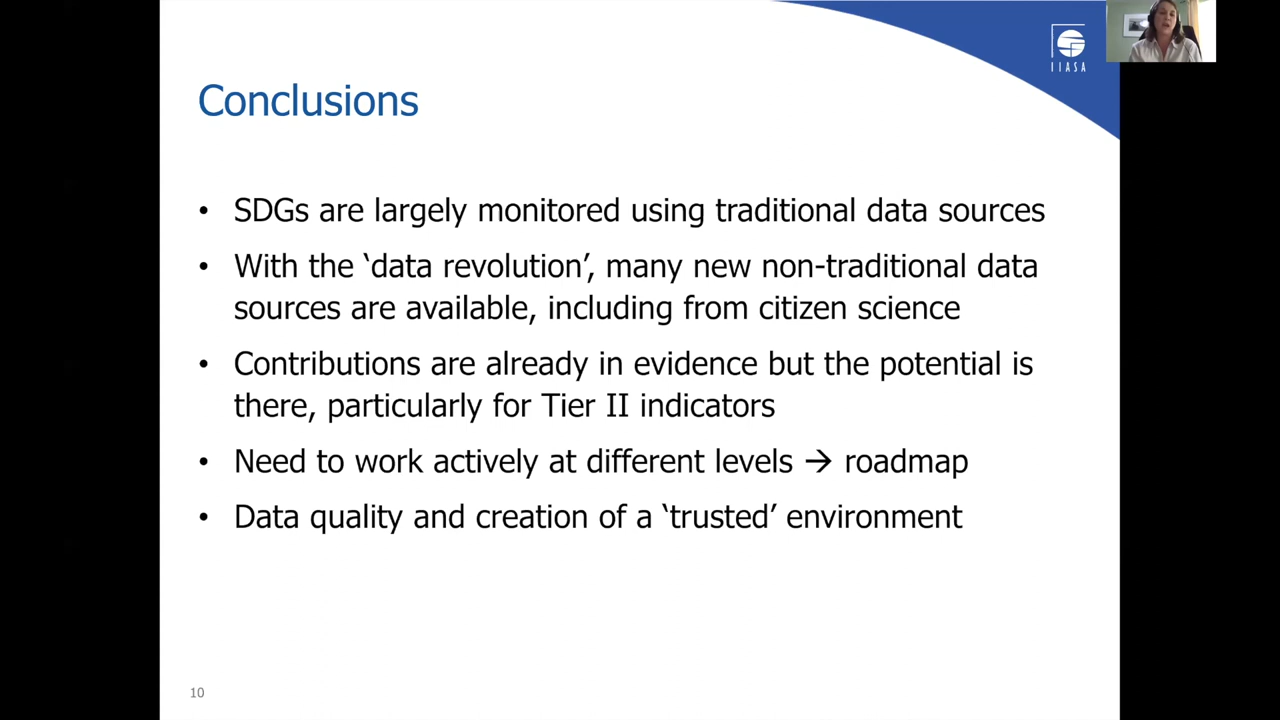 IIASA
Conclusions
• SDGs are largely monitored using traditional data sources
• With the ‘data revolution’, many new non-traditional data
sources are available, including from citizen science
• Contributions are already in evidence but the potential is
there, particularly for Tier II indicators
• Need to work actively at different levels → roadmap
• Data quality and creation of a ‘trusted’ environment
10